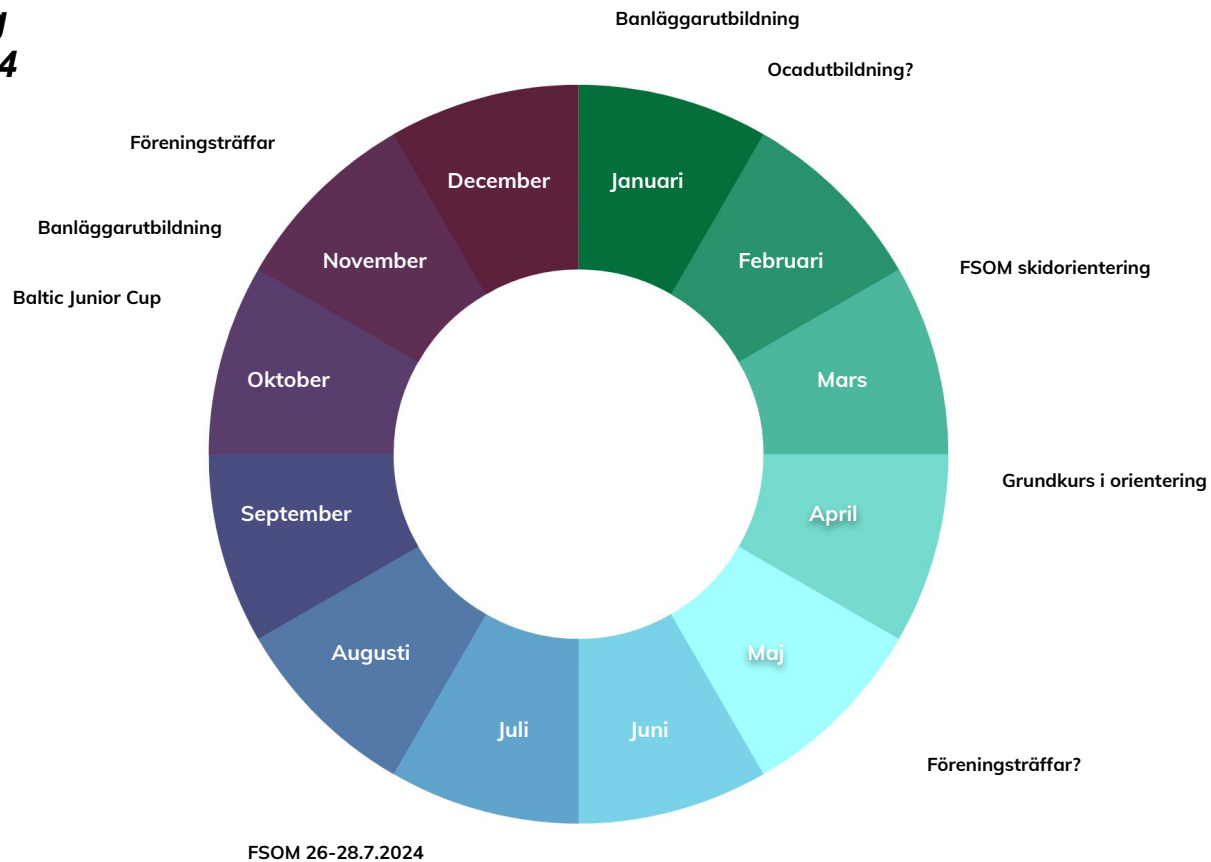 Banläggarutbildning
Ocadutbildning?
Föreningsträffar
Banläggarutbildning
Baltic Junior Cup
FSOM skidorientering
Grundkurs i orientering
Föreningsträffar?
FSOM 26-28.7.2024
Januari
Februari
Mars
April
Maj
Juni
Juli
Augusti
September
Oktober
November
December